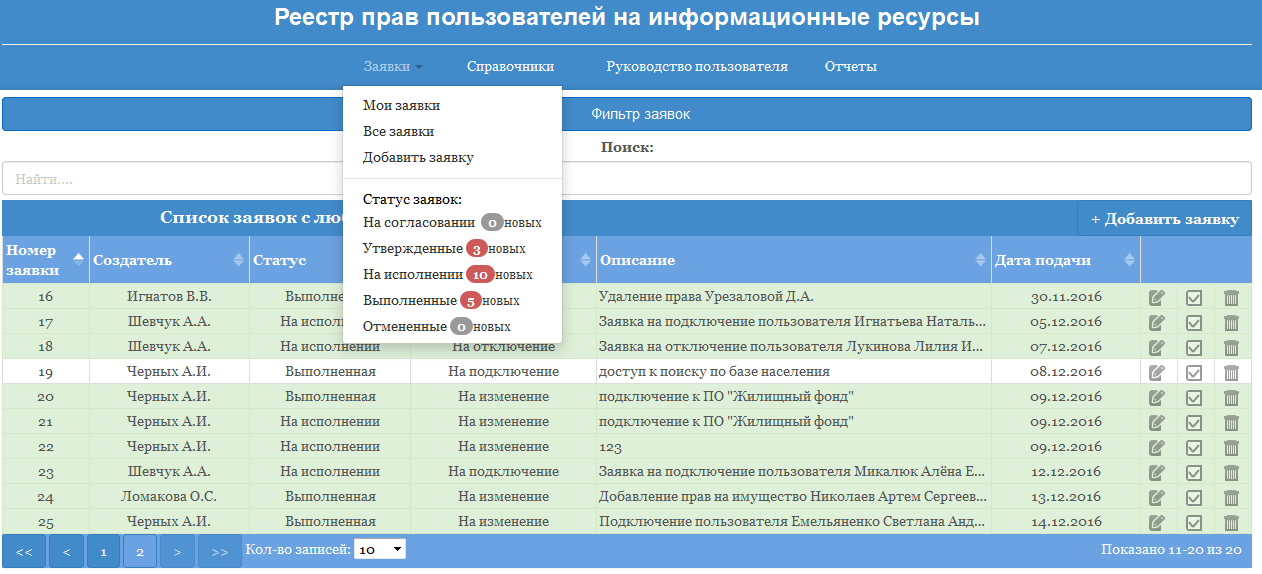 Реестр прав пользователей на информационные ресурсы
Заявки Справочники Руководство пользователя Отчеты
Мои заявки
Все заявки
Добавить заявку
Статус заявок:
На согласовании 0 новых
Утвержденные 3 новых
На исполнении 10 новых
Выполненные 5 новых
Отмененные 0 новых
Фильтр заявок
Поиск:
Найти....
Список заявок с лю
+ Добавить заявку
Номер заявки Создатель Статус Описание Дата подачи
16 Игнатов В.В. Выполне Удаление права Урезаловой Д.А. 30.11.2016
17 Шевчук А.А. На исполн Заявка на подключение пользователя Игнатьева Наталь... 05.12.2016
18 Шевчук А.А. На исполнении На отключение Заявка на отключение пользователя Лукинова Лилия И... 07.12.2016
19 Черных А.И. Выполненная На подключение доступ к поиску по базе населения 08.12.2016
20 Черных А.И. Выполненная На изменение подключение к ПО "Жилищный фонд" 09.12.2016
21 Черных А.И. На исполнении На изменение подключение к ПО "Жилищный фонд" 09.12.2016
22 Черных А.И. На исполнении На изменение 123 09.12.2016
23 Шевчук А.А. На исполнении На подключение Заявка на подключение пользователя Микалюк Алёна Е... 12.12.2016
24 Ломакова О.С. Выполненная На изменение Добавление прав на имущество Николаев Артем Сергеев... 13.12.2016
25 Черных А.И. Выполненная На изменение Подключение пользователя Емельяненко Светлана Анд... 14.12.2016
<< < 1 2 > >> Кол-во записей: 10 Показано 11-20 из 20